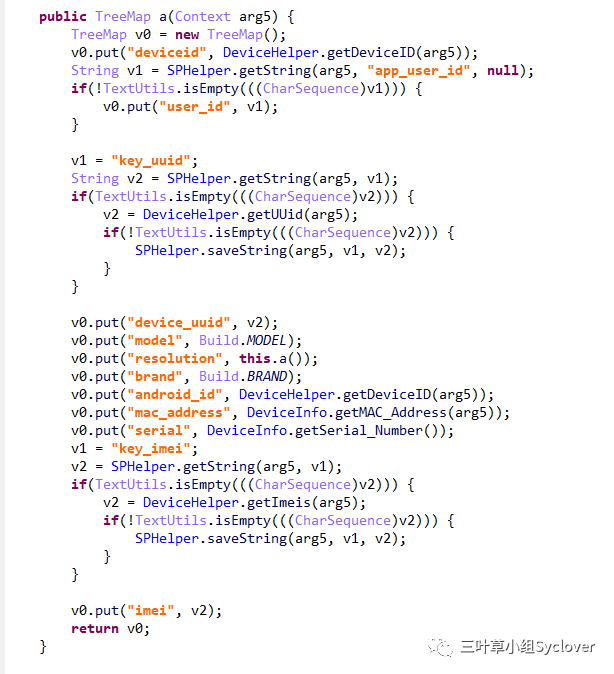 public TreeMap a(Context arg5) {
    TreeMap v0 = new TreeMap();
    v0.put("deviceid", DeviceHelper.getDeviceID(arg5));
    String v1 = SPHelper.getString(arg5, "app_user_id", null);
    if(!TextUtils.isEmpty(((CharSequence)v1))) {
        v0.put("user_id", v1);
    }

    v1 = "key_uuid";
    String v2 = SPHelper.getString(arg5, v1);
    if(TextUtils.isEmpty(((CharSequence)v2))) {
        v2 = DeviceHelper.getUUid(arg5);
        if(!TextUtils.isEmpty(((CharSequence)v2))) {
            SPHelper.saveString(arg5, v1, v2);
        }
    }

    v0.put("device_uuid", v2);
    v0.put("model", Build.MODEL);
    v0.put("resolution", this.a());
    v0.put("brand", Build.BRAND);
    v0.put("android_id", DeviceHelper.getDeviceID(arg5));
    v0.put("mac_address", DeviceInfo.getMAC_Address(arg5));
    v0.put("serial", DeviceInfo.getSerial_Number());
    v1 = "key_imei";
    v2 = SPHelper.getString(arg5, v1);
    if(TextUtils.isEmpty(((CharSequence)v2))) {
        v2 = DeviceHelper.getImeis(arg5);
        if(!TextUtils.isEmpty(((CharSequence)v2))) {
            SPHelper.saveString(arg5, v1, v2);
        }
    }

    v0.put("imei", v2);
    return v0;
}
三叶草小组Syclover